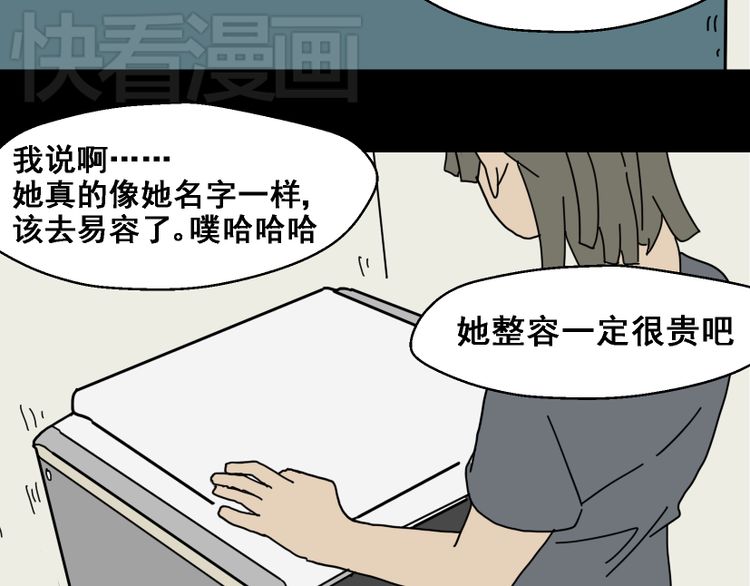 快看漫画
我说啊……
她真的像她名字一样,
该去易容了。噗哈哈哈
她整容一定很贵吧